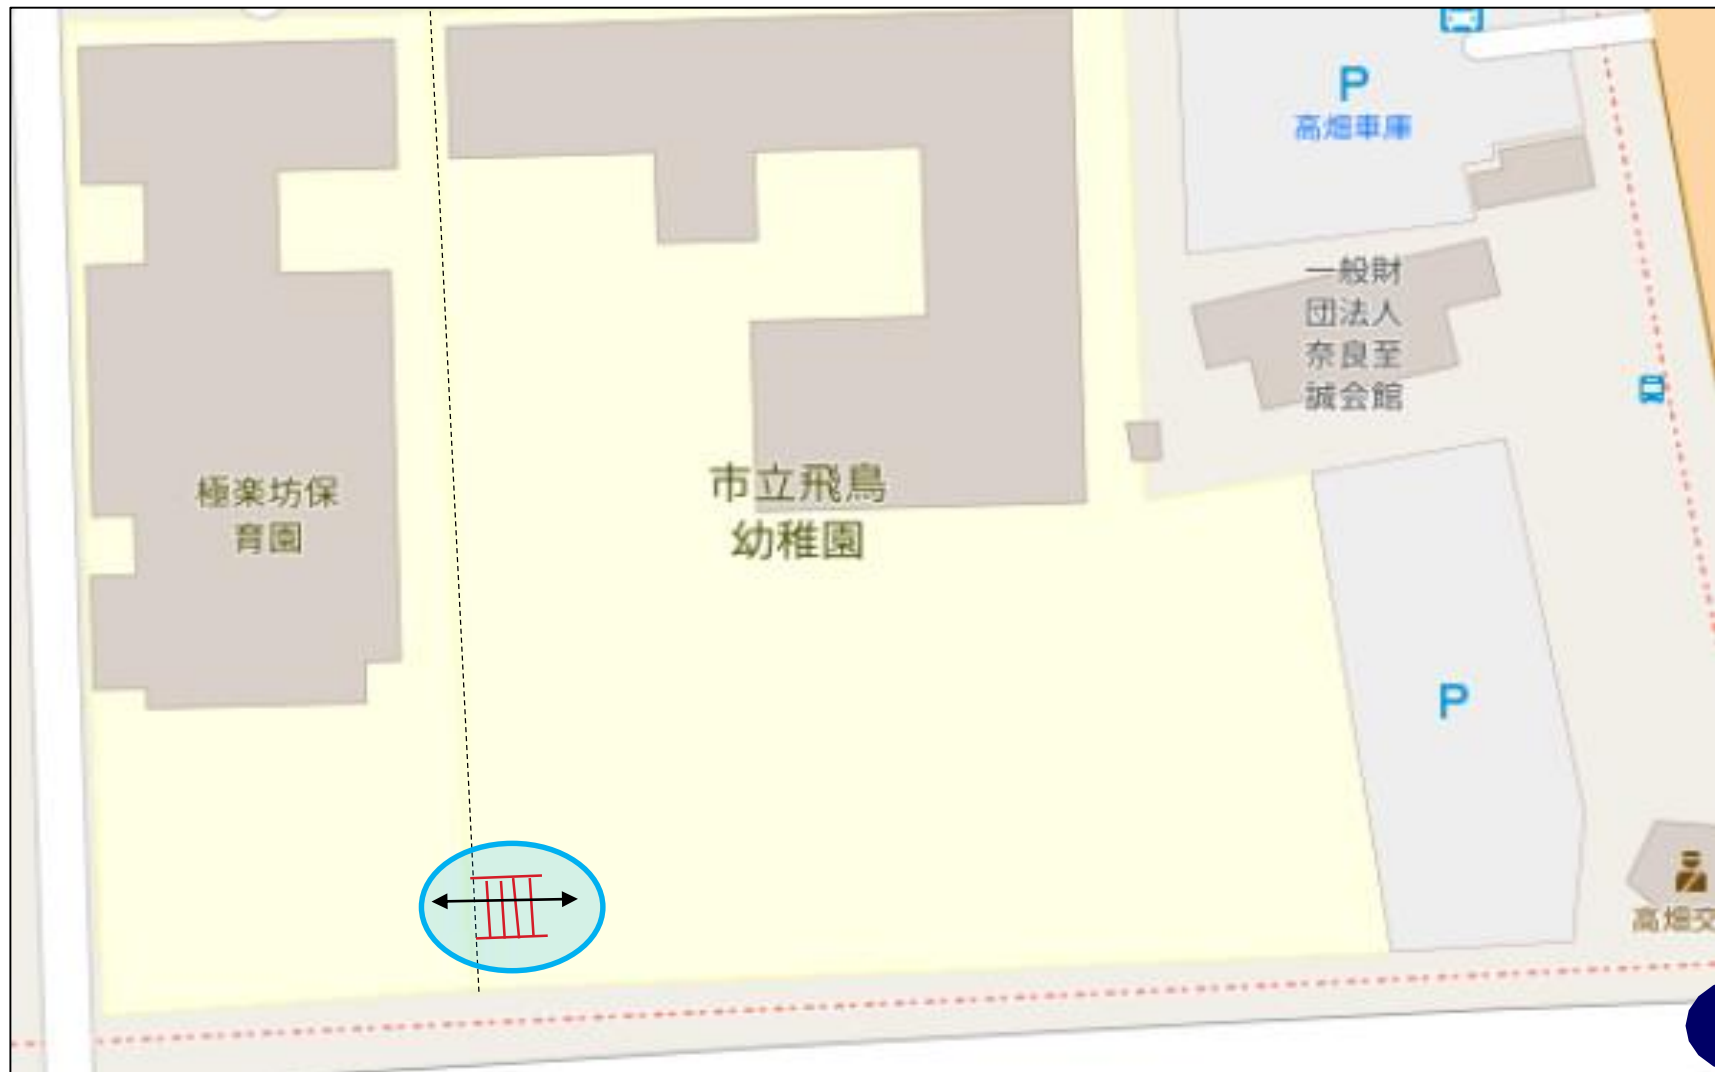 P
高畑車庫
一般財
団法人
奈良至
誠会館
極楽坊保
育園
市立飛鳥
幼稚園
P
高畑交